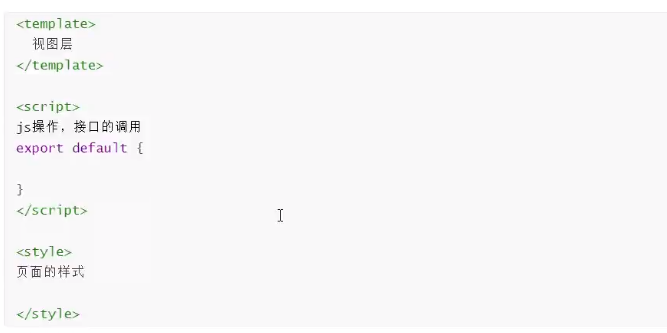 <template>
视图层
</template>
<script>
js操作，接口的调用
export default {
}
</script>
<style>
页面的样式
</style>